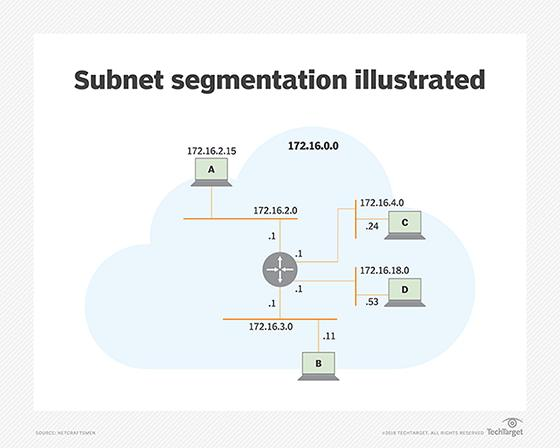 Subnet segmentation illustrated
172.16.0.0
172.16.2.15
A
172.16.2.0
.1
172.16.4.0
.24
C
.1
.1
172.16.18.0
.53
D
.1
172.16.3.0
.11
B
SOURCE: NETCRAFTSMEN
©2018 TECHTARGET. ALL RIGHTS RESERVED TechTarget